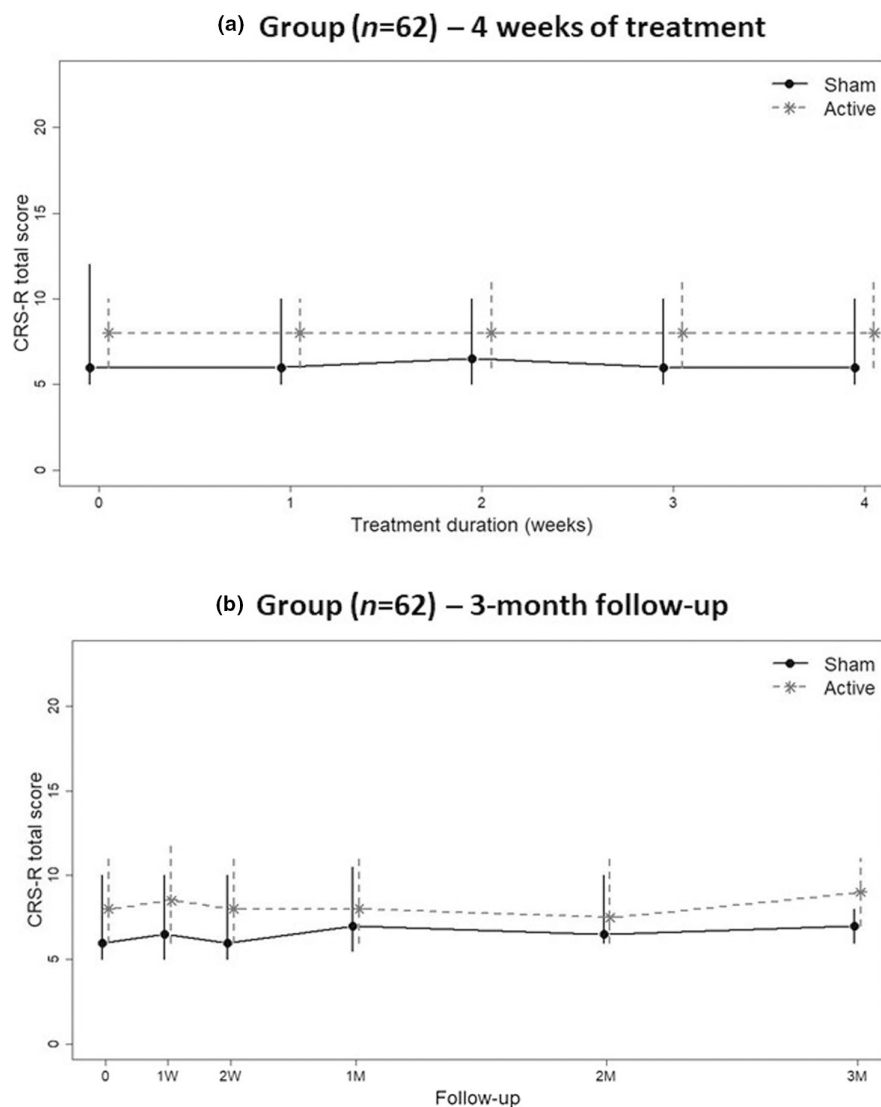 (a) Group (n=62) – 4 weeks of treatment
Sham
Active
CRS-R total score
20
15
10
5
0
0 1 2 3 4
Treatment duration (weeks)
(b) Group (n=62) – 3-month follow-up
Sham
Active
CRS-R total score
20
15
10
5
0
0 1W 2W 1M 2M 3M
Follow-up